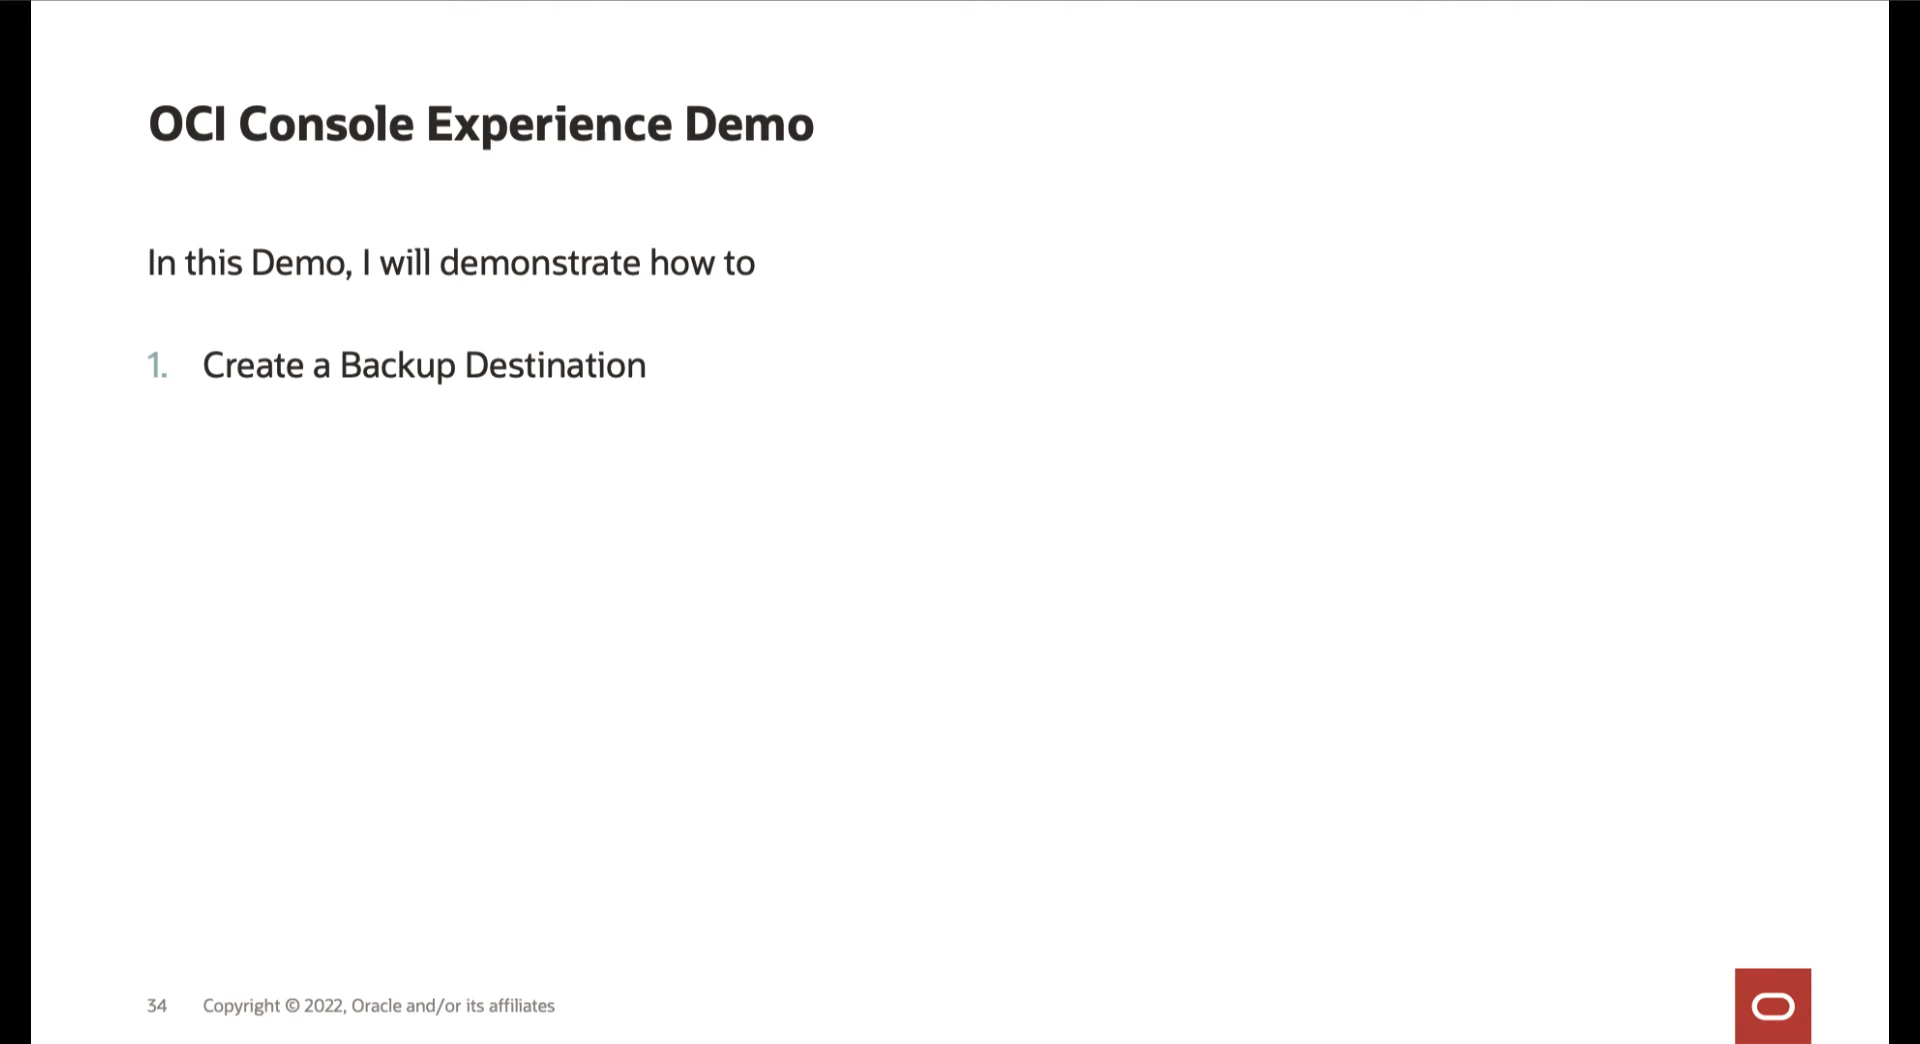 OCI Console Experience Demo
In this Demo, I will demonstrate how to
1. Create a Backup Destination
34 Copyright © 2022, Oracle and/or its affiliates